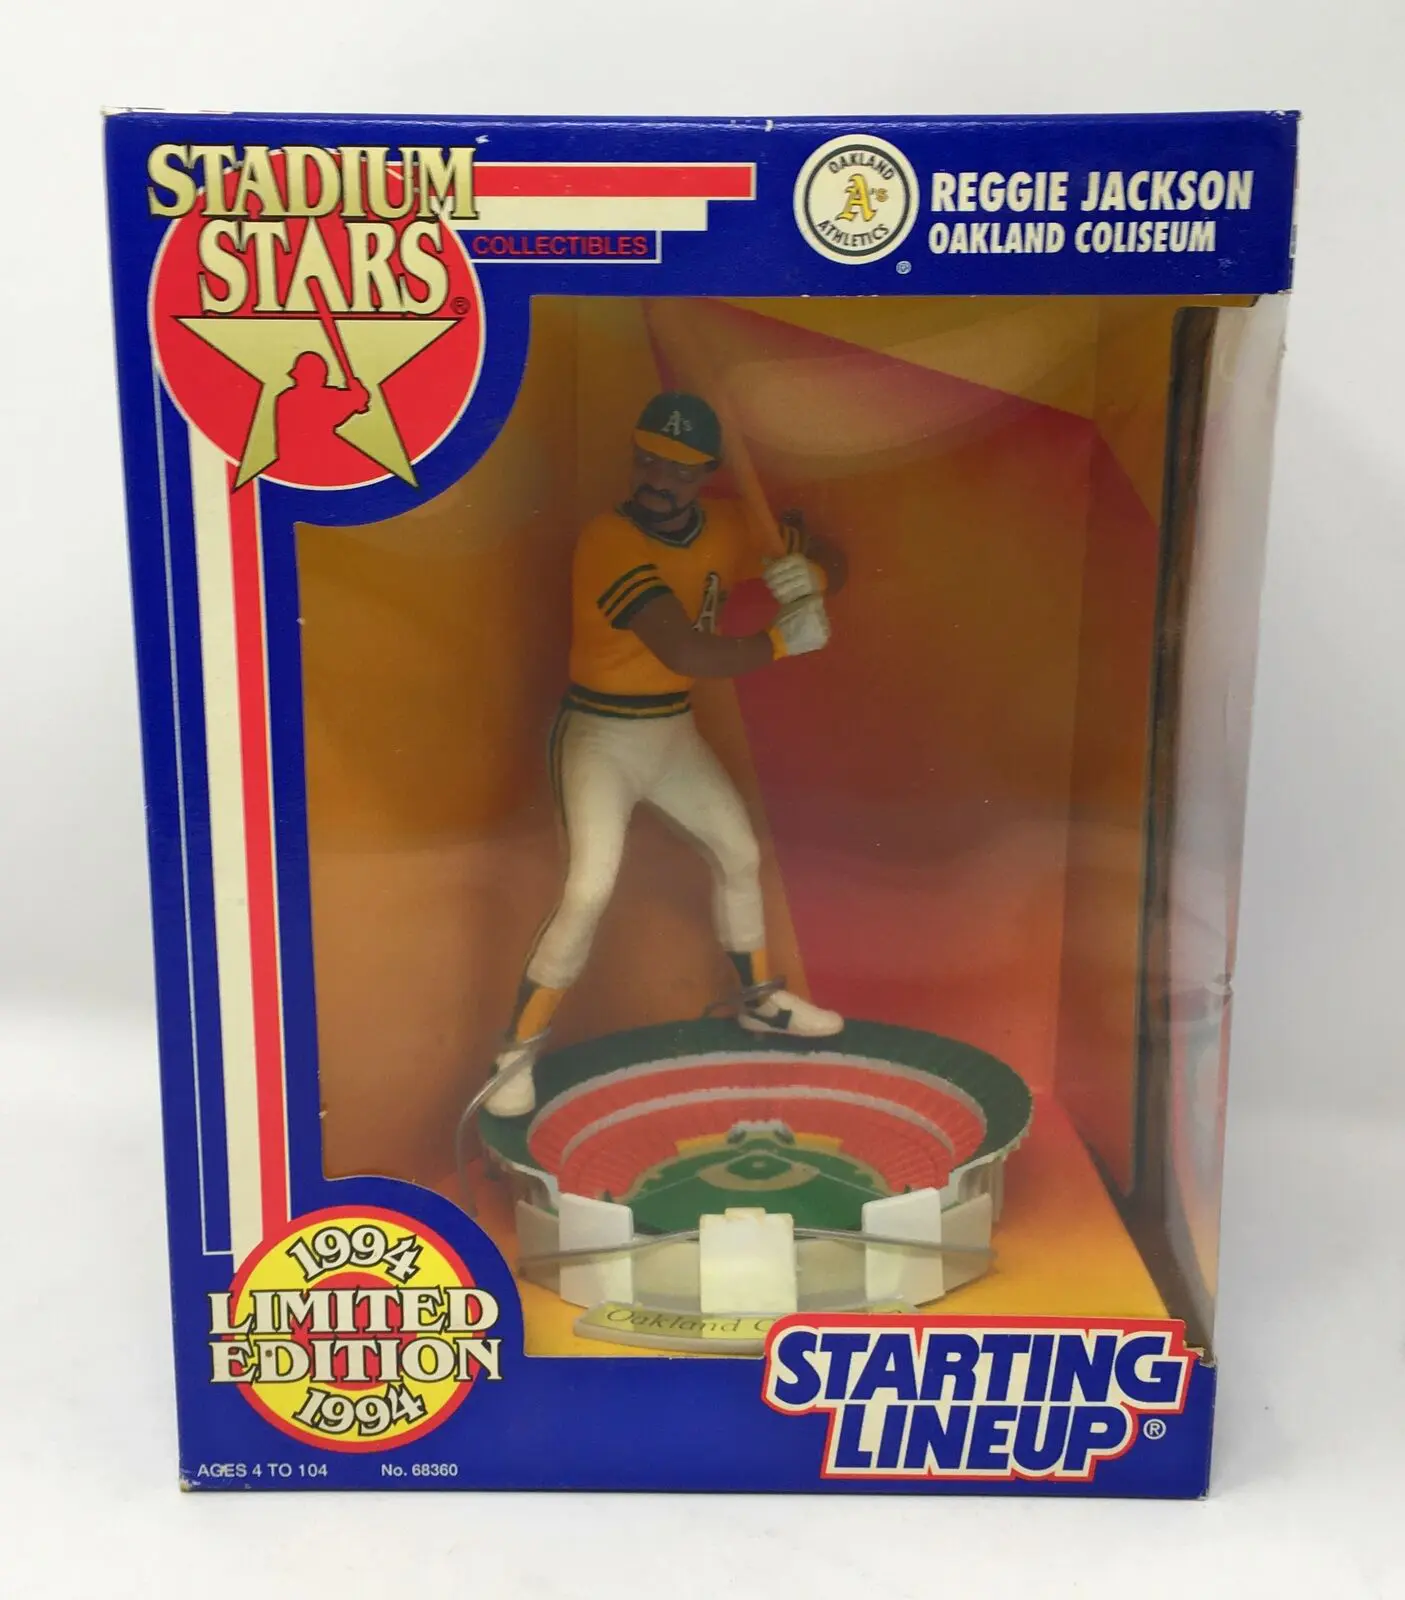 STADIUM
STARS®
COLLECTIBLES
OAKLAND
A's
ATHLETICS
®
REGGIE JACKSON
OAKLAND COLISEUM
A's
A
Oakland C
1994
LIMITED
EDITION
1994
STARTING
LINEUP®
AGES 4 TO 104 No. 68360